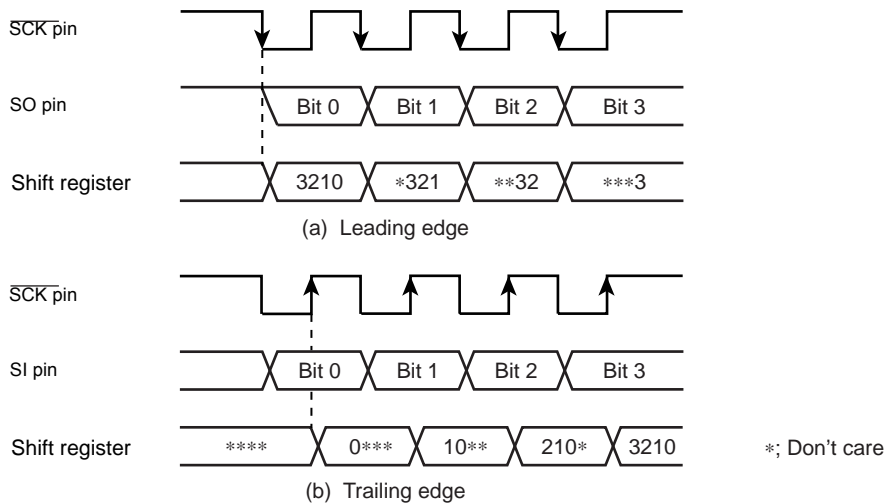 SCK pin
SO pin Bit 0 Bit 1 Bit 2 Bit 3
Shift register 3210 *321 **32 ***3
(a) Leading edge
SCK pin
SI pin Bit 0 Bit 1 Bit 2 Bit 3
Shift register **** 0*** 10** 210* 3210 *; Don't care
(b) Trailing edge